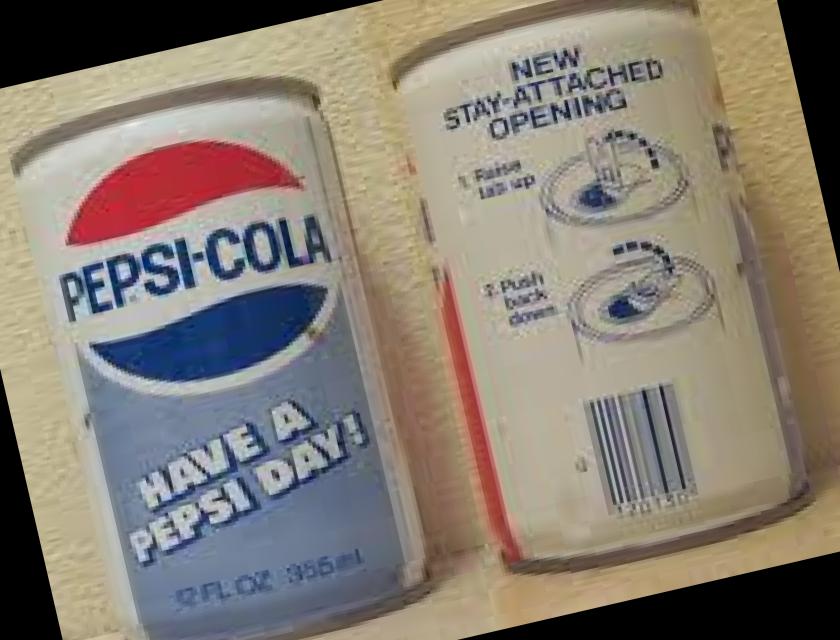 PEPSI-COLA
HAVE A
PEPSI DAY!
12 FL OZ 355 ml
NEW
STAY-ATTACHED
OPENING
1. Raise
tab up
2. Push
back
down